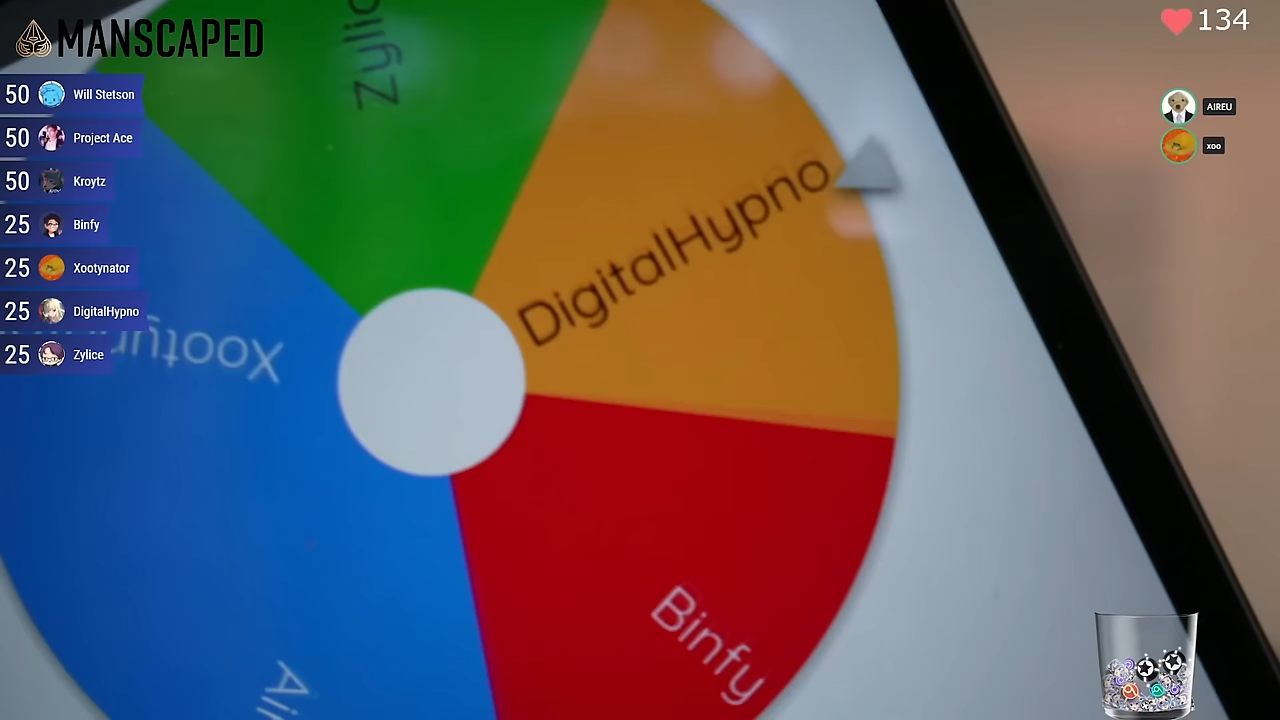 MANSCAPED
134
50 Will Stetson
50 Project Ace
50 Kroytz
25 Binfy
25 Xootynator
25 DigitalHypno
25 Zylice
AIREU
xoo
DigitalHypno
Binfy